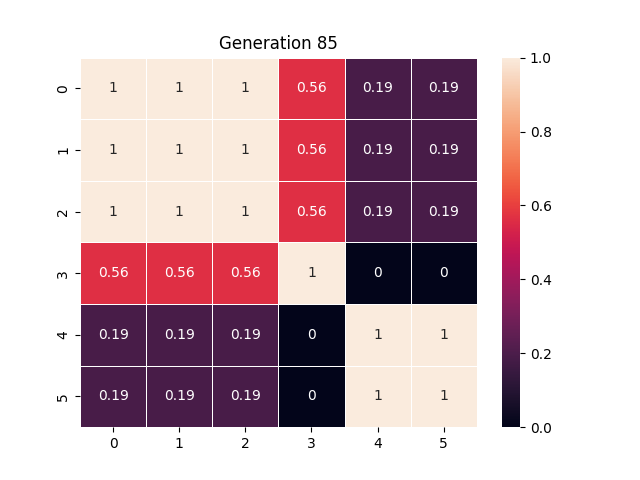 Generation 85
0 1 1 1 0.56 0.19 0.19
1 1 1 1 0.56 0.19 0.19
2 1 1 1 0.56 0.19 0.19
3 0.56 0.56 0.56 1 0 0
4 0.19 0.19 0.19 0 1 1
5 0.19 0.19 0.19 0 1 1
0 1 2 3 4 5
1.0
0.8
0.6
0.4
0.2
0.0